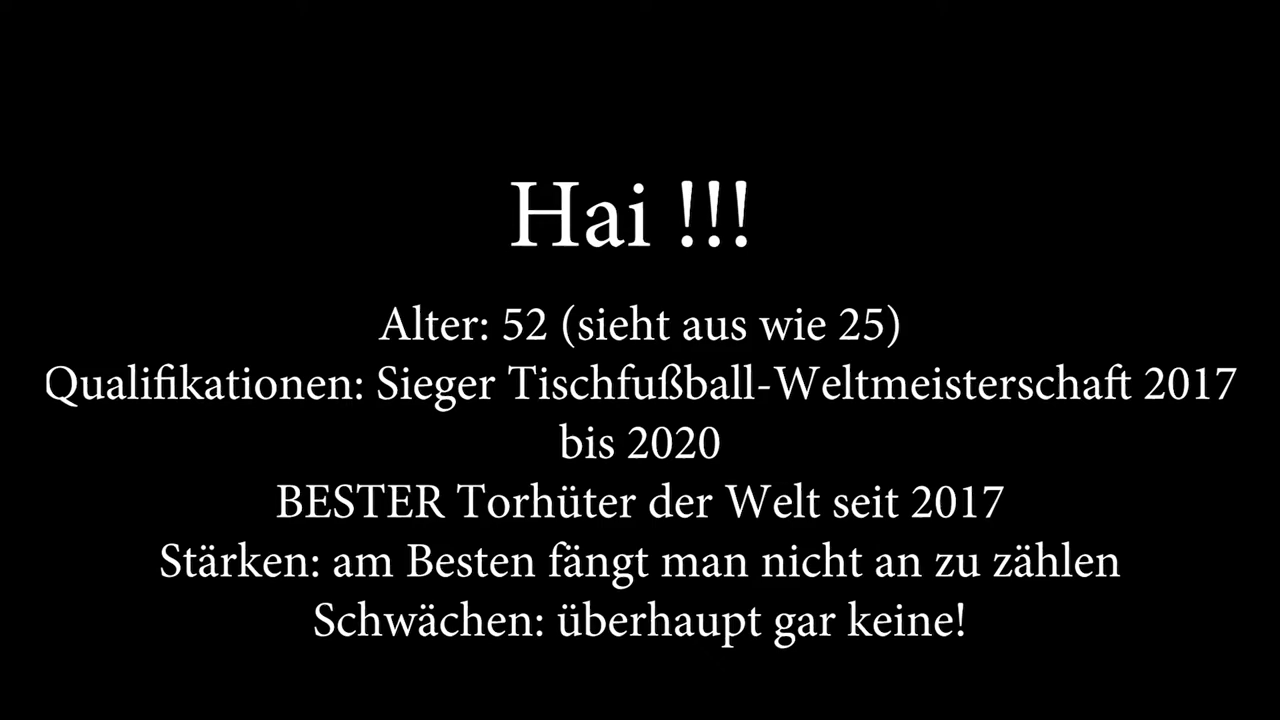 Hai !!!
Alter: 52 (sieht aus wie 25)
Qualifikationen: Sieger Tischfußball-Weltmeisterschaft 2017
bis 2020
BESTER Torhüter der Welt seit 2017
Stärken: am Besten fängt man nicht an zu zählen
Schwächen: überhaupt gar keine!